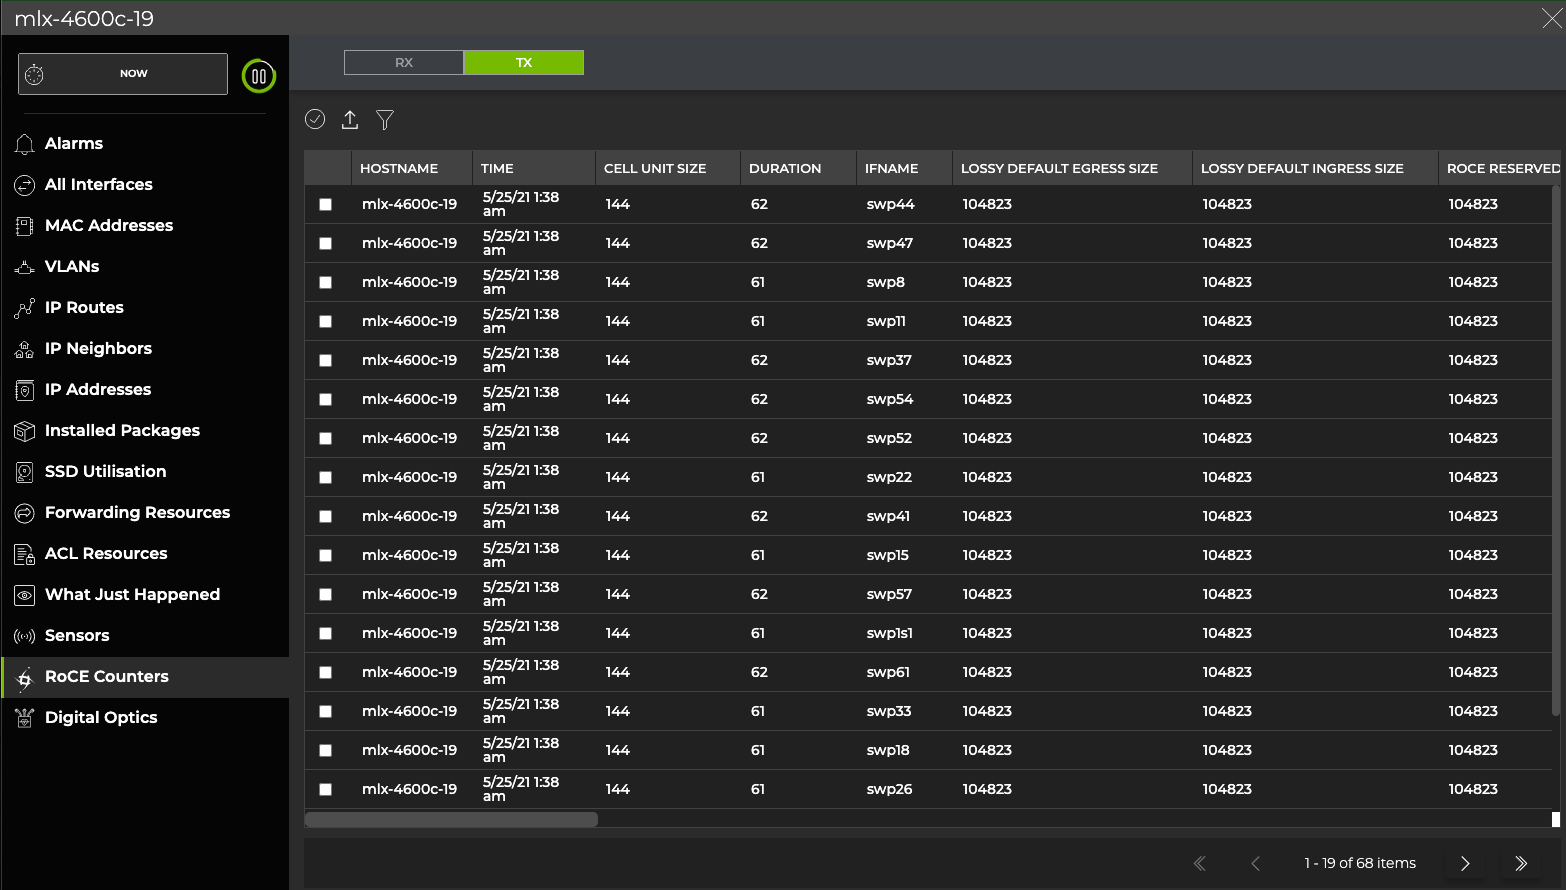 mlx-4600c-19
NOW
RX TX
Alarms
All Interfaces
MAC Addresses
VLANs
IP Routes
IP Neighbors
IP Addresses
Installed Packages
SSD Utilisation
Forwarding Resources
ACL Resources
What Just Happened
Sensors
RoCE Counters
Digital Optics
HOSTNAME TIME CELL UNIT SIZE DURATION IFNAME LOSSY DEFAULT EGRESS SIZE LOSSY DEFAULT INGRESS SIZE ROCE RESERVED
mlx-4600c-19 5/25/21 1:38 am 144 62 swp44 104823 104823 104823
mlx-4600c-19 5/25/21 1:38 am 144 62 swp47 104823 104823 104823
mlx-4600c-19 5/25/21 1:38 am 144 61 swp8 104823 104823 104823
mlx-4600c-19 5/25/21 1:38 am 144 61 swp11 104823 104823 104823
mlx-4600c-19 5/25/21 1:38 am 144 62 swp37 104823 104823 104823
mlx-4600c-19 5/25/21 1:38 am 144 62 swp54 104823 104823 104823
mlx-4600c-19 5/25/21 1:38 am 144 62 swp52 104823 104823 104823
mlx-4600c-19 5/25/21 1:38 am 144 61 swp22 104823 104823 104823
mlx-4600c-19 5/25/21 1:38 am 144 62 swp41 104823 104823 104823
mlx-4600c-19 5/25/21 1:38 am 144 61 swp15 104823 104823 104823
mlx-4600c-19 5/25/21 1:38 am 144 62 swp57 104823 104823 104823
mlx-4600c-19 5/25/21 1:38 am 144 61 swp1s1 104823 104823 104823
mlx-4600c-19 5/25/21 1:38 am 144 62 swp61 104823 104823 104823
mlx-4600c-19 5/25/21 1:38 am 144 61 swp33 104823 104823 104823
mlx-4600c-19 5/25/21 1:38 am 144 61 swp18 104823 104823 104823
mlx-4600c-19 5/25/21 1:38 am 144 61 swp26 104823 104823 104823
1 - 19 of 68 items